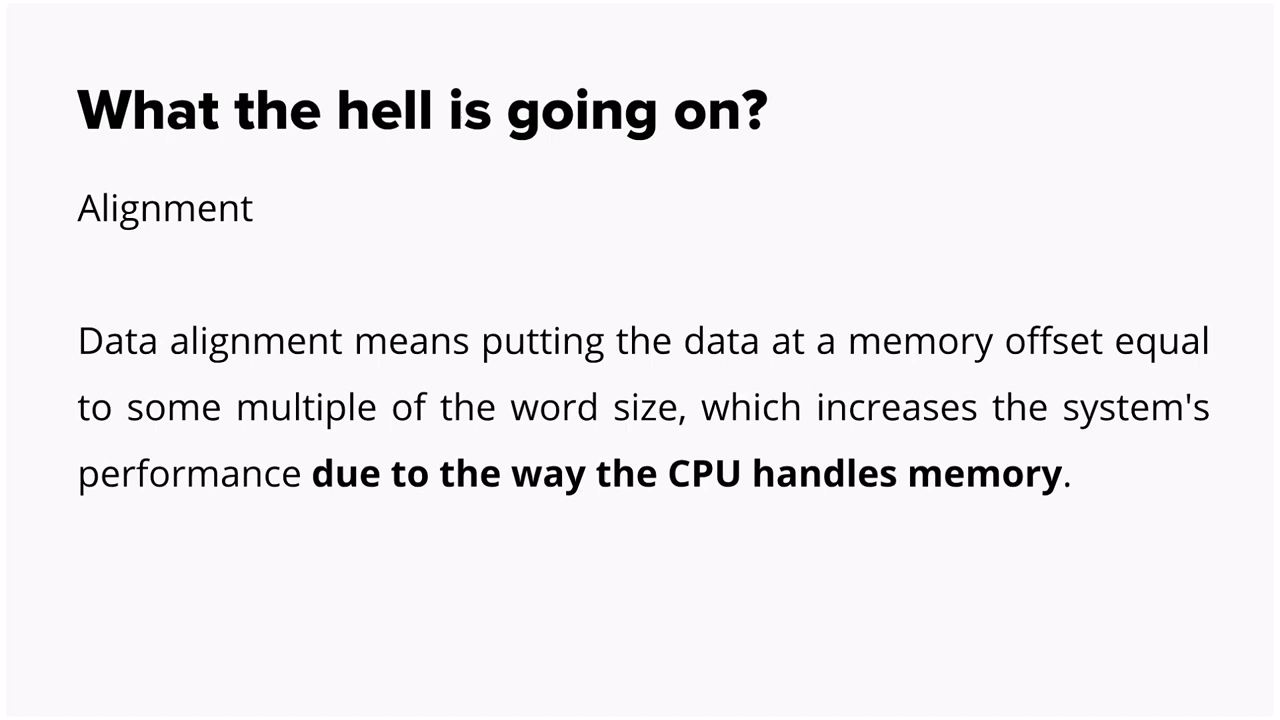 What the hell is going on?
Alignment
Data alignment means putting the data at a memory offset equal
to some multiple of the word size, which increases the system's
performance due to the way the CPU handles memory.